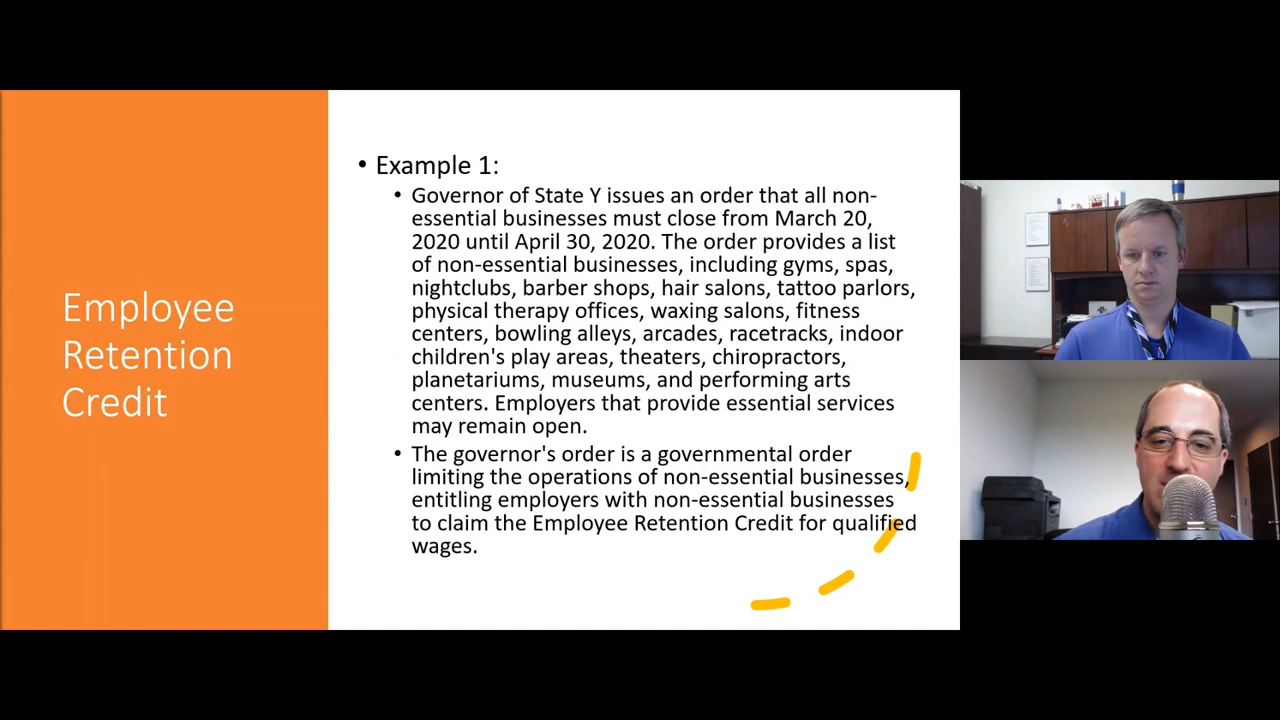 Employee
Retention
Credit
• Example 1:
• Governor of State Y issues an order that all non-
essential businesses must close from March 20,
2020 until April 30, 2020. The order provides a list
of non-essential businesses, including gyms, spas,
nightclubs, barber shops, hair salons, tattoo parlors,
physical therapy offices, waxing salons, fitness
centers, bowling alleys, arcades, racetracks, indoor
children's play areas, theaters, chiropractors,
planetariums, museums, and performing arts
centers. Employers that provide essential services
may remain open.
• The governor's order is a governmental order
limiting the operations of non-essential businesses,
entitling employers with non-essential businesses
to claim the Employee Retention Credit for qualified
wages.